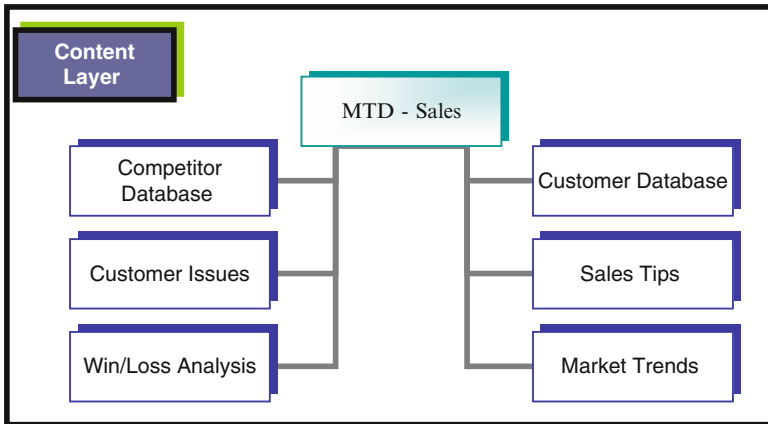 Content
Layer
MTD - Sales
Competitor
Database
Customer Database
Customer Issues
Sales Tips
Win/Loss Analysis
Market Trends